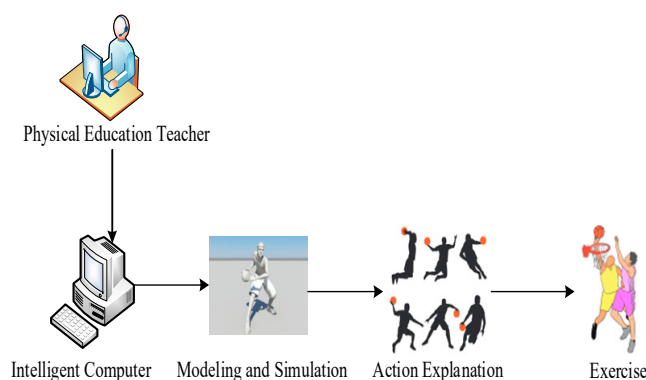 Physical Education Teacher
Intelligent Computer
Modeling and Simulation
Action Explanation
Exercise